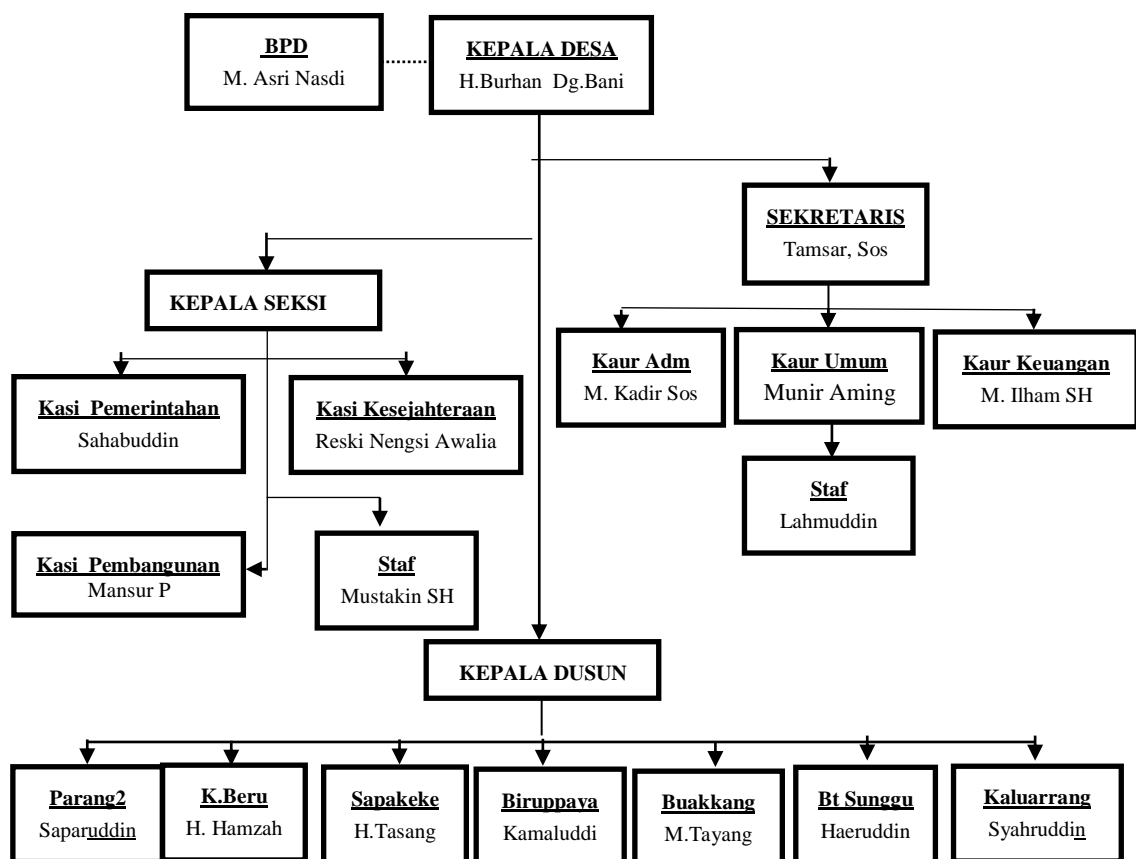 BPD
M. Asri Nasdi
KEPALA DESA
H.Burhan Dg.Bani
SEKRETARIS
Tamsar, Sos
KEPALA SEKSI
Kaur Adm
M. Kadir Sos
Kaur Umum
Munir Aming
Kaur Keuangan
M. Ilham SH
Kasi Pemerintahan
Sahabuddin
Kasi Kesejahteraan
Reski Nengsi Awalia
Staf
Lahmuddin
Kasi Pembangunan
Mansur P
Staf
Mustakin SH
KEPALA DUSUN
Parang2
Saparuddin
K.Beru
H. Hamzah
Sapakeke
H.Tasang
Biruppaya
Kamaluddi
Buakkang
M.Tayang
Bt Sunggu
Haeruddin
Kaluarrang
Syahruddin